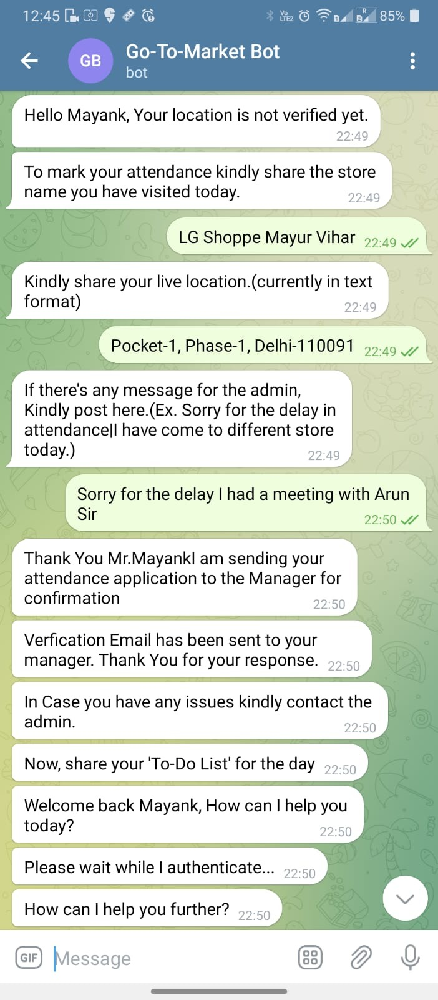 12:45
Vo
LTE2
1
R
2
85%
GB
Go-To-Market Bot
bot
Hello Mayank, Your location is not verified yet.
22:49
To mark your attendance kindly share the store
name you have visited today.
22:49
LG Shoppe Mayur Vihar 22:49
Kindly share your live location.(currently in text
format)
22:49
Pocket-1, Phase-1, Delhi-110091 22:49
If there's any message for the admin,
Kindly post here.(Ex. Sorry for the delay in
attendance|I have come to different store
today.)
22:49
Sorry for the delay I had a meeting with Arun
Sir
22:50
Thank You Mr.MayankI am sending your
attendance application to the Manager for
confirmation
22:50
Verfication Email has been sent to your
manager. Thank You for your response. 22:50
In Case you have any issues kindly contact the
admin.
22:50
Now, share your 'To-Do List' for the day 22:50
Welcome back Mayank, How can I help you
today?
22:50
Please wait while I authenticate... 22:50
How can I help you further? 22:50
GIF
Message